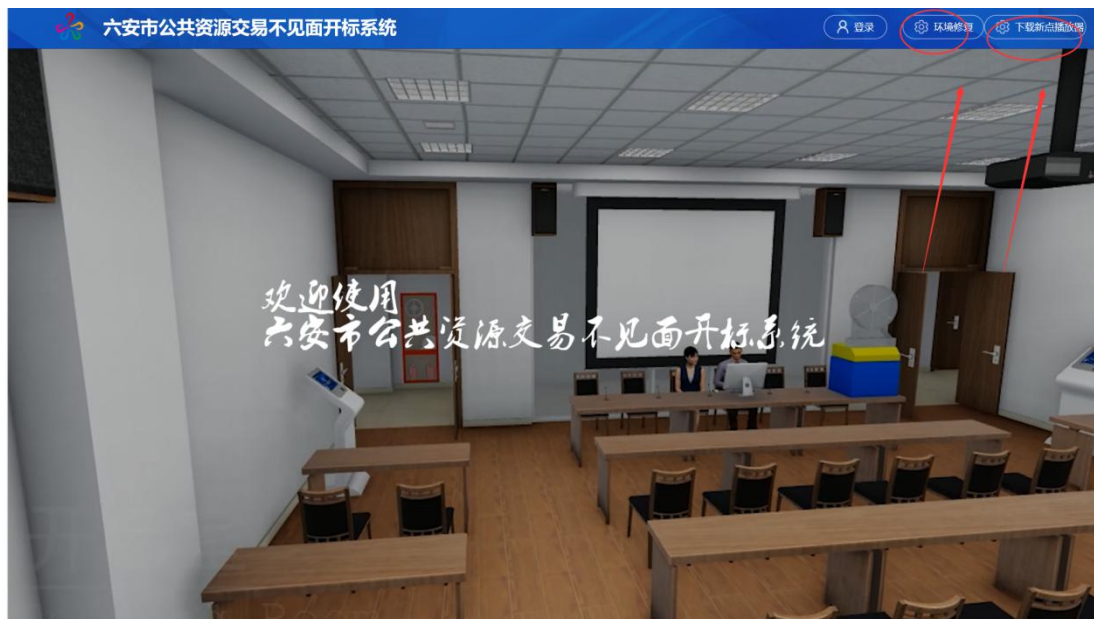 六安市公共资源交易不见面开标系统
登录
环境修复
下载新点播放器
欢迎使用
六安市公共资源交易不见面开标系统